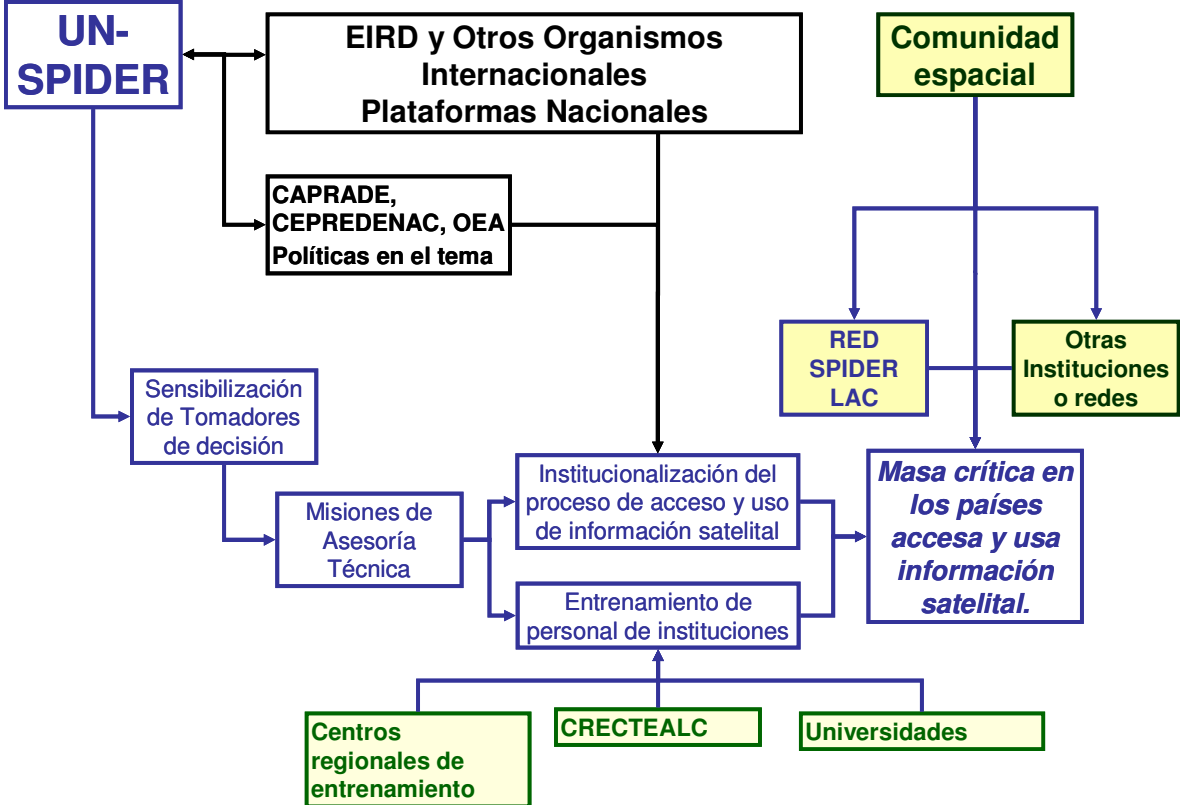 UN-
SPIDER
EIRD y Otros Organismos
Internacionales
Plataformas Nacionales
Comunidad
espacial
CAPRADE,
CEPREDENAC, OEA
Políticas en el tema
RED
SPIDER
LAC
Otras
Instituciones
o redes
Sensibilización
de Tomadores
de decisión
Misiones de
Asesoría
Técnica
Institucionalización del
proceso de acceso y uso
de información satelital
Masa crítica en
los países
accesa y usa
información
satelital.
Entrenamiento de
personal de instituciones
Centros
regionales de
entrenamiento
CRECTEALC
Universidades